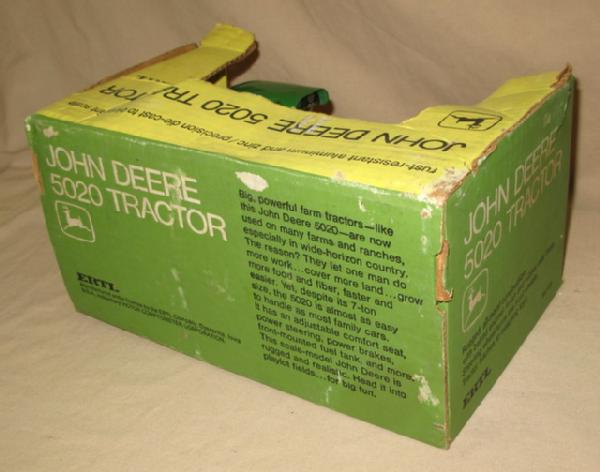 JOHN DEERE 5020 TRACTOR
rust-resistant aluminum and zinc / precision die-cast to
JOHN DEERE
5020 TRACTOR
Big, powerful farm tractors—like
this John Deere 5020—are now
used on many farms and ranches,
especially in wide-horizon country.
The reason? They let one man do
more work...cover more land...grow
more food and fiber, faster and
easier. Yet, despite its 7-ton
size, the 5020 is almost as easy
to handle as most family cars.
It has an adjustable comfort seat,
power steering, power brakes,
front-mounted fuel tank, and more.
This scale-model John Deere is
rugged and realistic. Head it into
playlot fields...for big fun.
ERTL
JOHN DEERE
5020 TRACTOR
ERTL